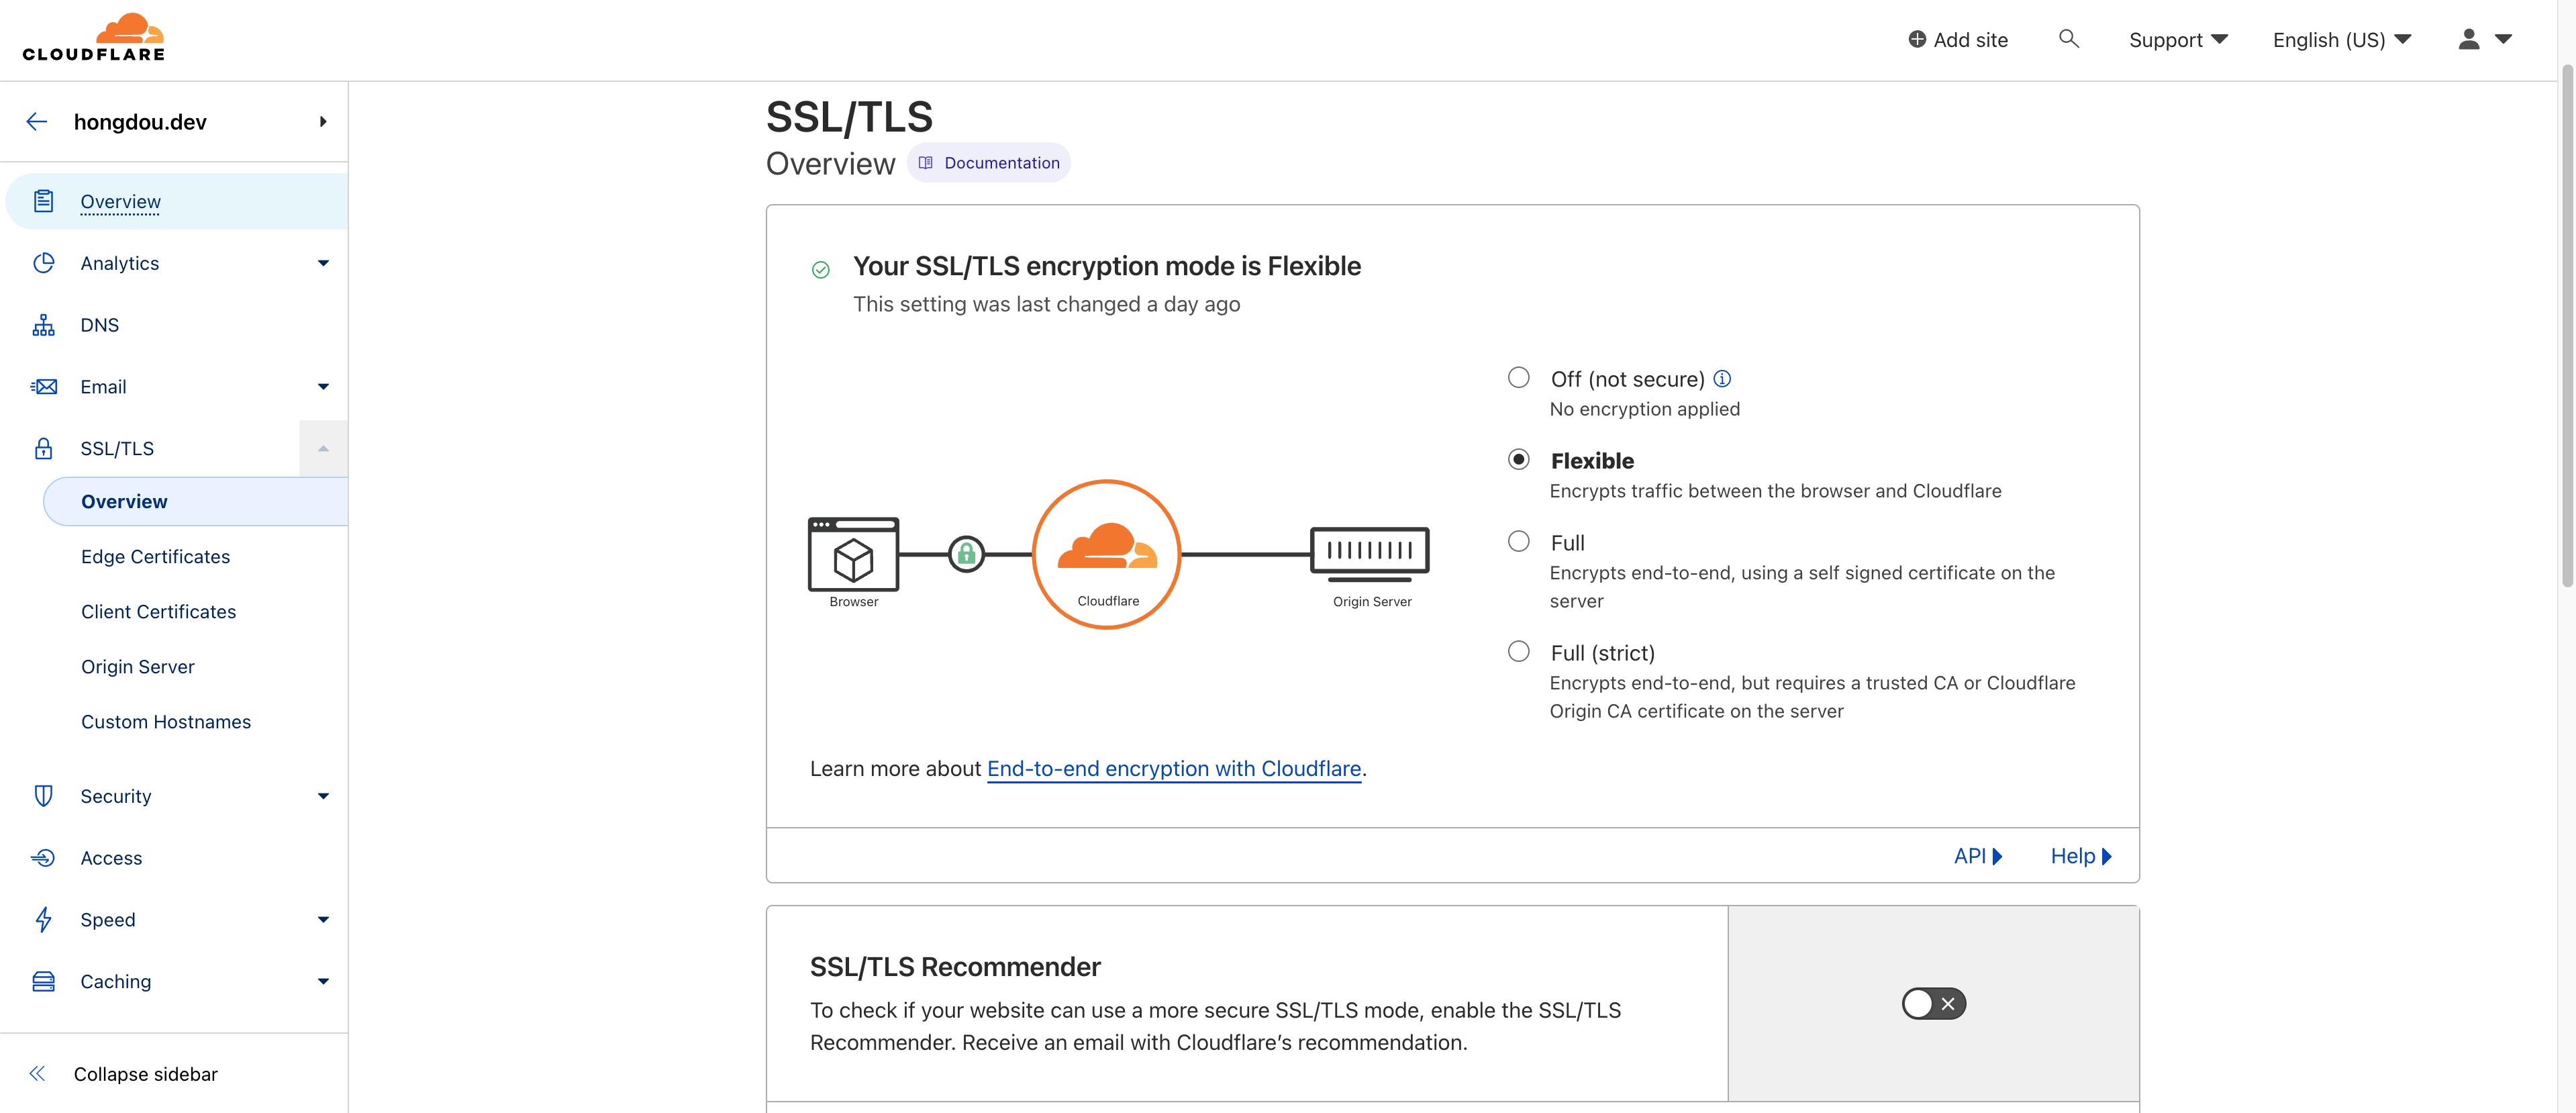 CLOUDFLARE
Add site
Support
English (US)
hongdou.dev
Overview
Analytics
DNS
Email
SSL/TLS
Overview
Edge Certificates
Client Certificates
Origin Server
Custom Hostnames
Security
Access
Speed
Caching
Collapse sidebar
SSL/TLS
Overview
Documentation
Your SSL/TLS encryption mode is Flexible
This setting was last changed a day ago
Browser
Cloudflare
Origin Server
Off (not secure)
No encryption applied
Flexible
Encrypts traffic between the browser and Cloudflare
Full
Encrypts end-to-end, using a self signed certificate on the
server
Full (strict)
Encrypts end-to-end, but requires a trusted CA or Cloudflare
Origin CA certificate on the server
Learn more about End-to-end encryption with Cloudflare.
API
Help
SSL/TLS Recommender
To check if your website can use a more secure SSL/TLS mode, enable the SSL/TLS
Recommender. Receive an email with Cloudflare’s recommendation.